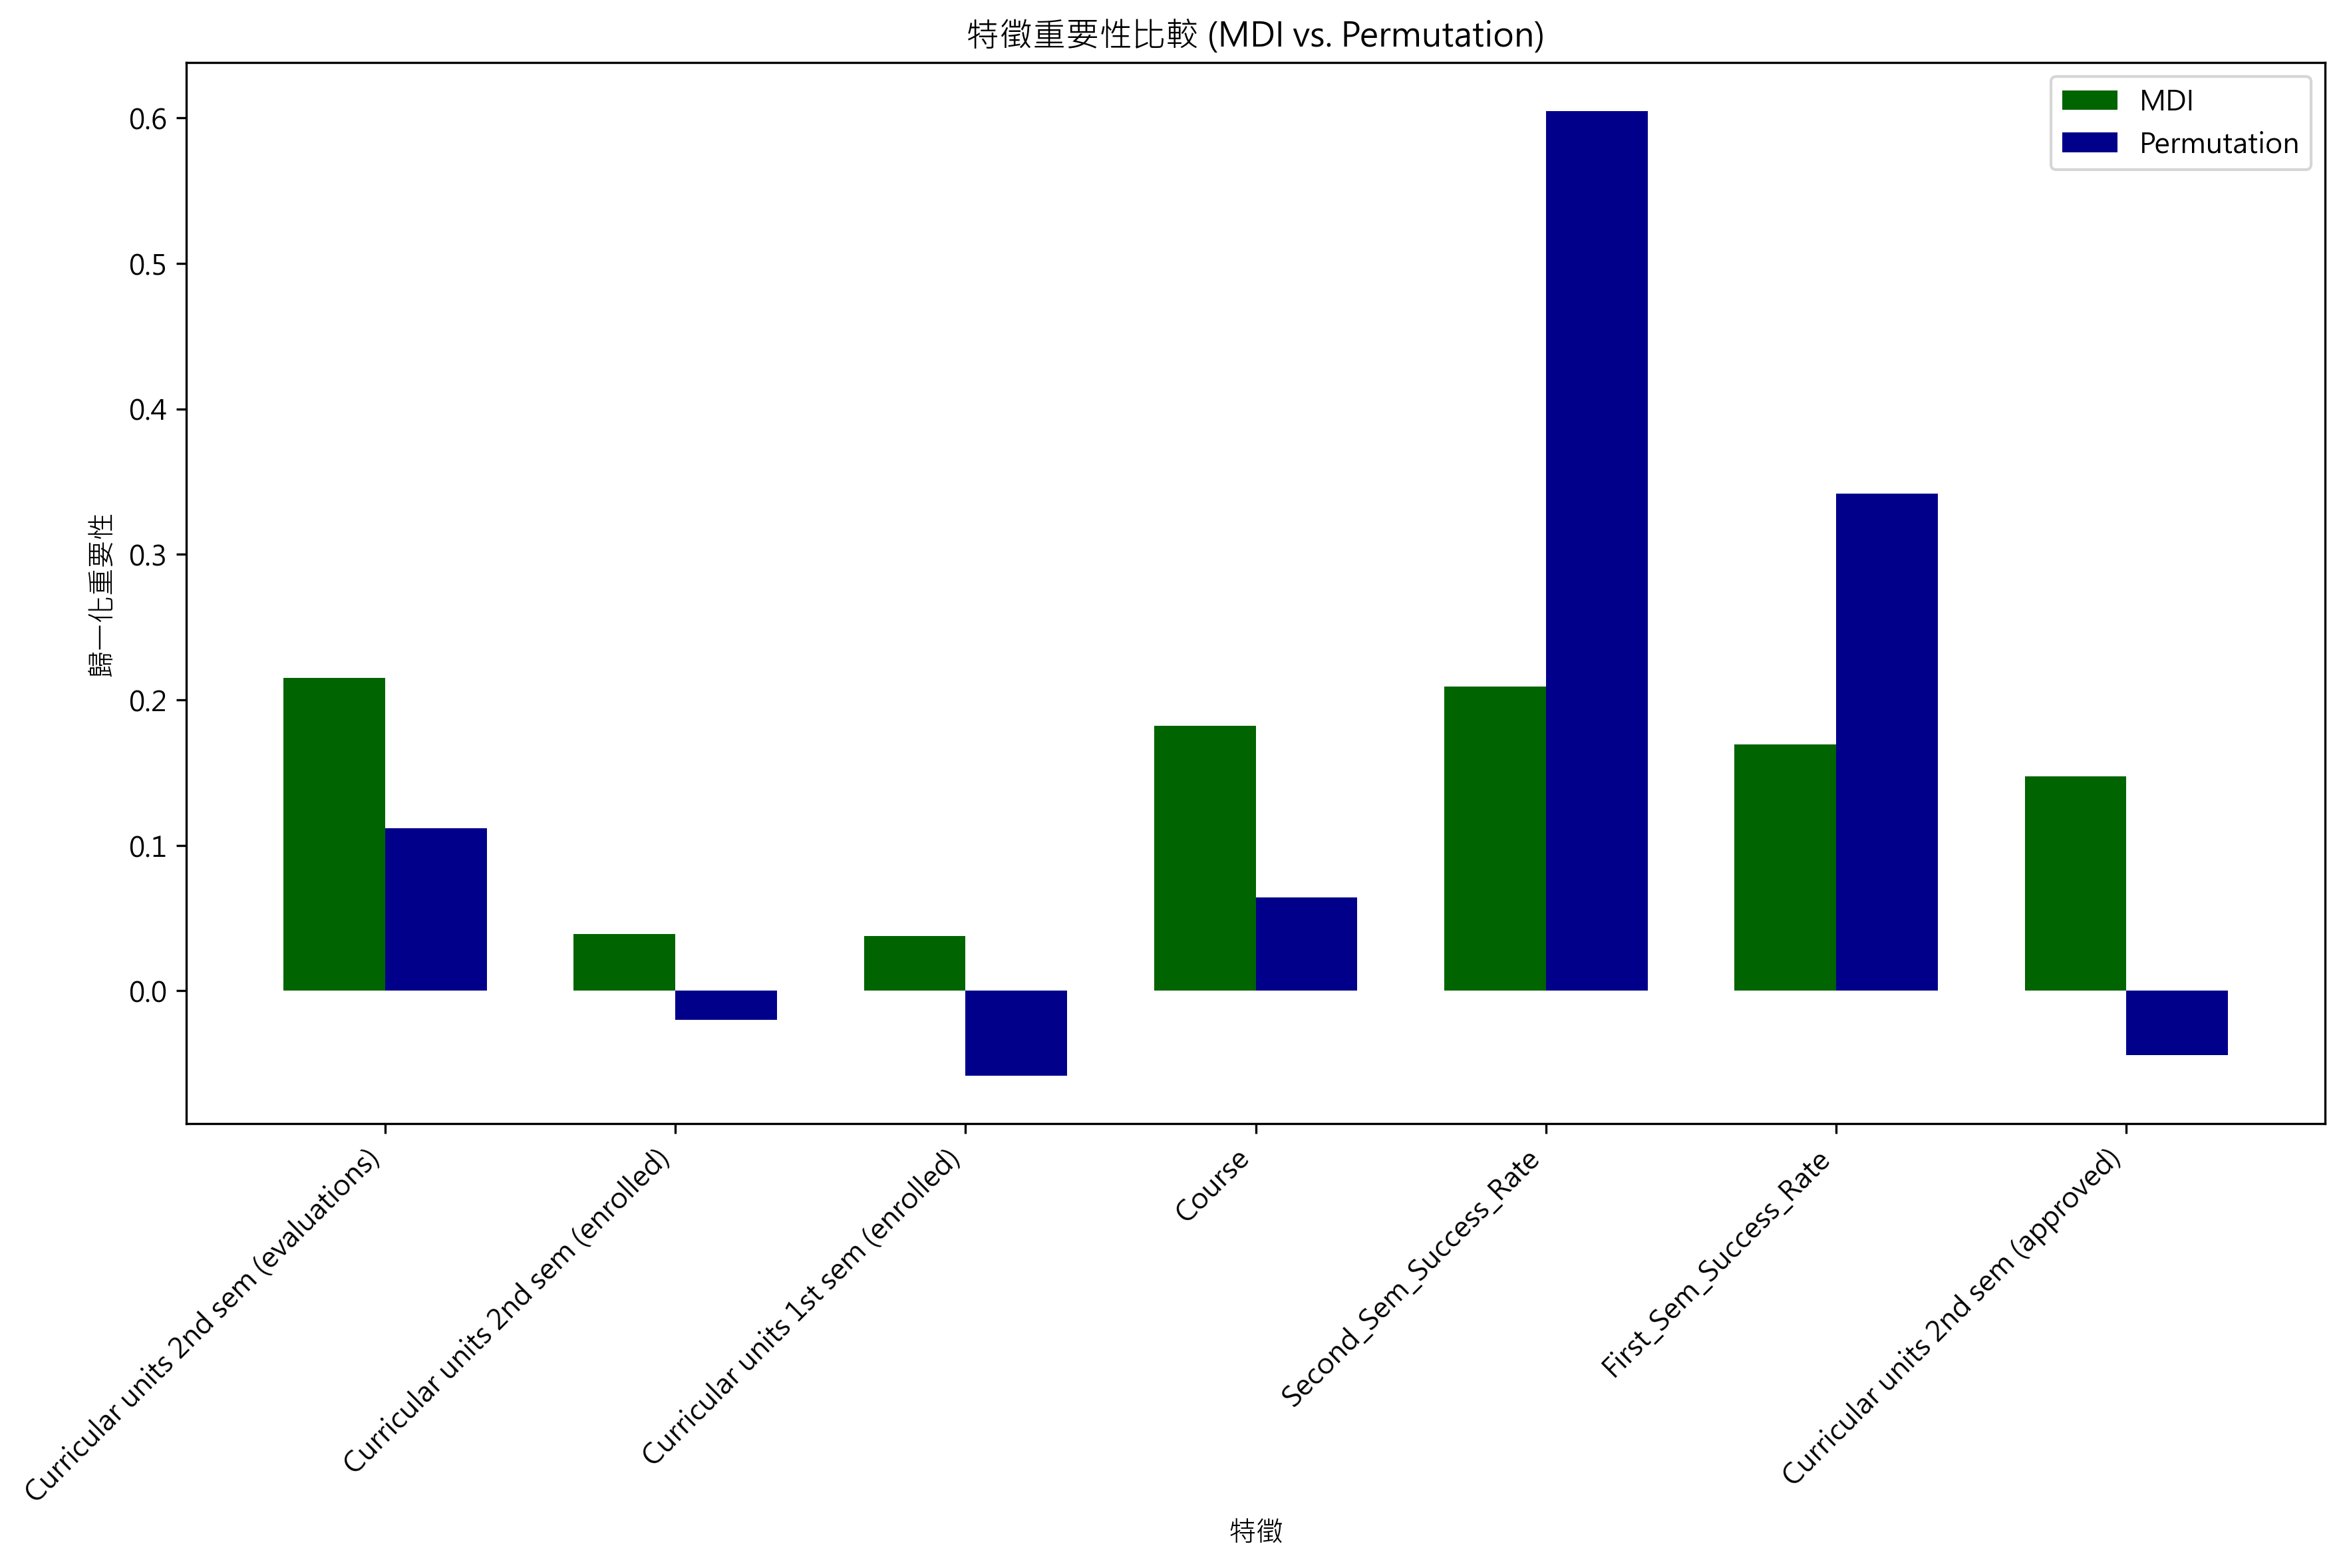 特徵重要性比較 (MDI vs. Permutation)
MDI
Permutation
歸一化重要性
0.6
0.5
0.4
0.3
0.2
0.1
0.0
Curricular units 2nd sem (evaluations)
Curricular units 2nd sem (enrolled)
Curricular units 1st sem (enrolled)
Course
Second_Sem_Success_Rate
First_Sem_Success_Rate
Curricular units 2nd sem (approved)
特徵